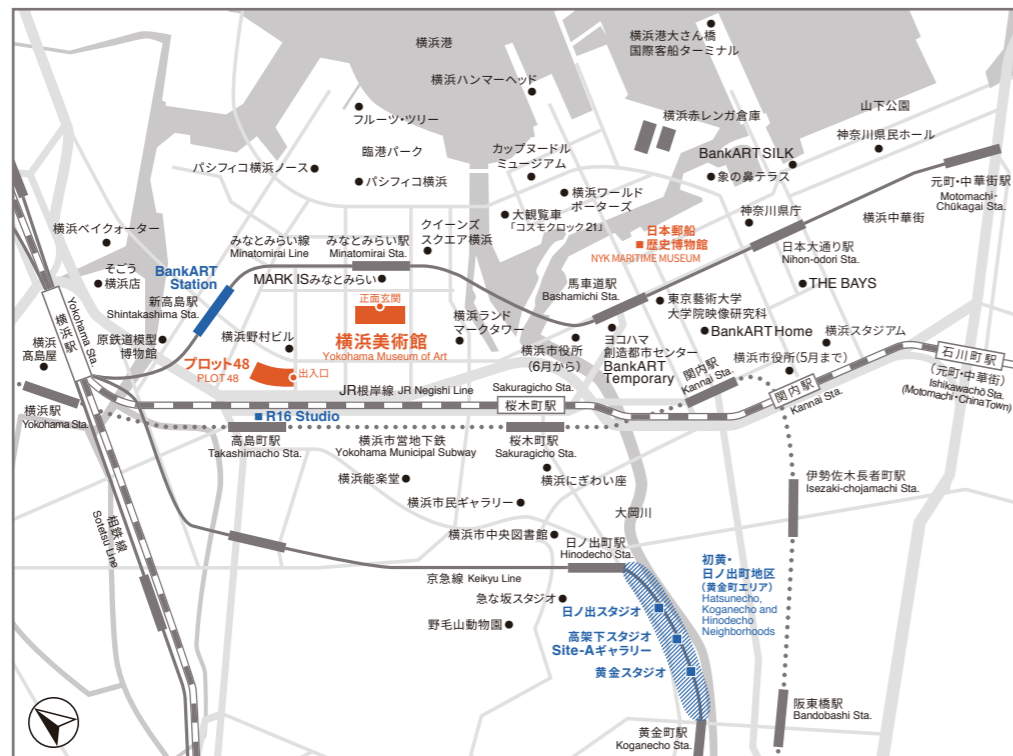 横浜港
横浜港大さん橋
国際客船ターミナル
横浜ハンマーヘッド
フルーツ・ツリー
横浜赤レンガ倉庫
山下公園
神奈川県民ホール
臨港パーク
カップヌードル
ミュージアム
BankART SILK
パシフィコ横浜ノース
パシフィコ横浜
象の鼻テラス
元町・中華街駅
Motomachi-
Chūkagai Sta.
横浜ワールド
ポーターズ
大観覧車
「コスモクロック21」
神奈川県庁
横浜中華街
横浜ベイクォーター
みなとみらい線
Minatomirai Line
みなとみらい駅
Minatomirai Sta.
クイーンズ
スクエア横浜
日本郵船
歴史博物館
NYK MARITIME MUSEUM
日本大通り駅
Nihon-odori Sta.
そごう
横浜店
BankART
Station
新高島駅
Shintakashima Sta.
MARK ISみなとみらい
馬車道駅
Bashamichi Sta.
THE BAYS
東京藝術大学
大学院映像研究科
正面玄関
横浜美術館
Yokohama Museum of Art
横浜ランド
マークタワー
横浜駅
Yokohama Sta.
横浜
髙島屋
原鉄道模型
博物館
横浜野村ビル
横浜市役所
(6月から)
ヨコハマ
創造都市センター
BankART
Temporary
BankART Home
横浜スタジアム
横浜市役所(5月まで)
プロット48
PLOT 48
出入口
JR根岸線 JR Negishi Line
Sakuragicho Sta.
桜木町駅
関内駅
Kannai Sta.
関内駅
Kannai Sta.
石川町駅
(元町・中華街)
Ishikawachō Sta.
(Motomachi・ChinaTown)
横浜駅
Yokohama Sta.
R16 Studio
高島町駅
Takashimacho Sta.
横浜市営地下鉄
Yokohama Municipal Subway
桜木町駅
Sakuragicho Sta.
横浜能楽堂
横浜にぎわい座
伊勢佐木長者町駅
Isezaki-chojamachi Sta.
横浜市民ギャラリー
大岡川
相鉄線
Sotetsu Line
横浜市中央図書館
日ノ出町駅
Hinodecho Sta.
京急線 Keikyu Line
初黄・
日ノ出町地区
(黄金町エリア)
Hatsunecho,
Koganecho and
Hinodecho
Neighborhoods
急な坂スタジオ
日ノ出スタジオ
野毛山動物園
高架下スタジオ
Site-Aギャラリー
黄金スタジオ
阪東橋駅
Bandobashi Sta.
黄金町駅
Koganecho Sta.